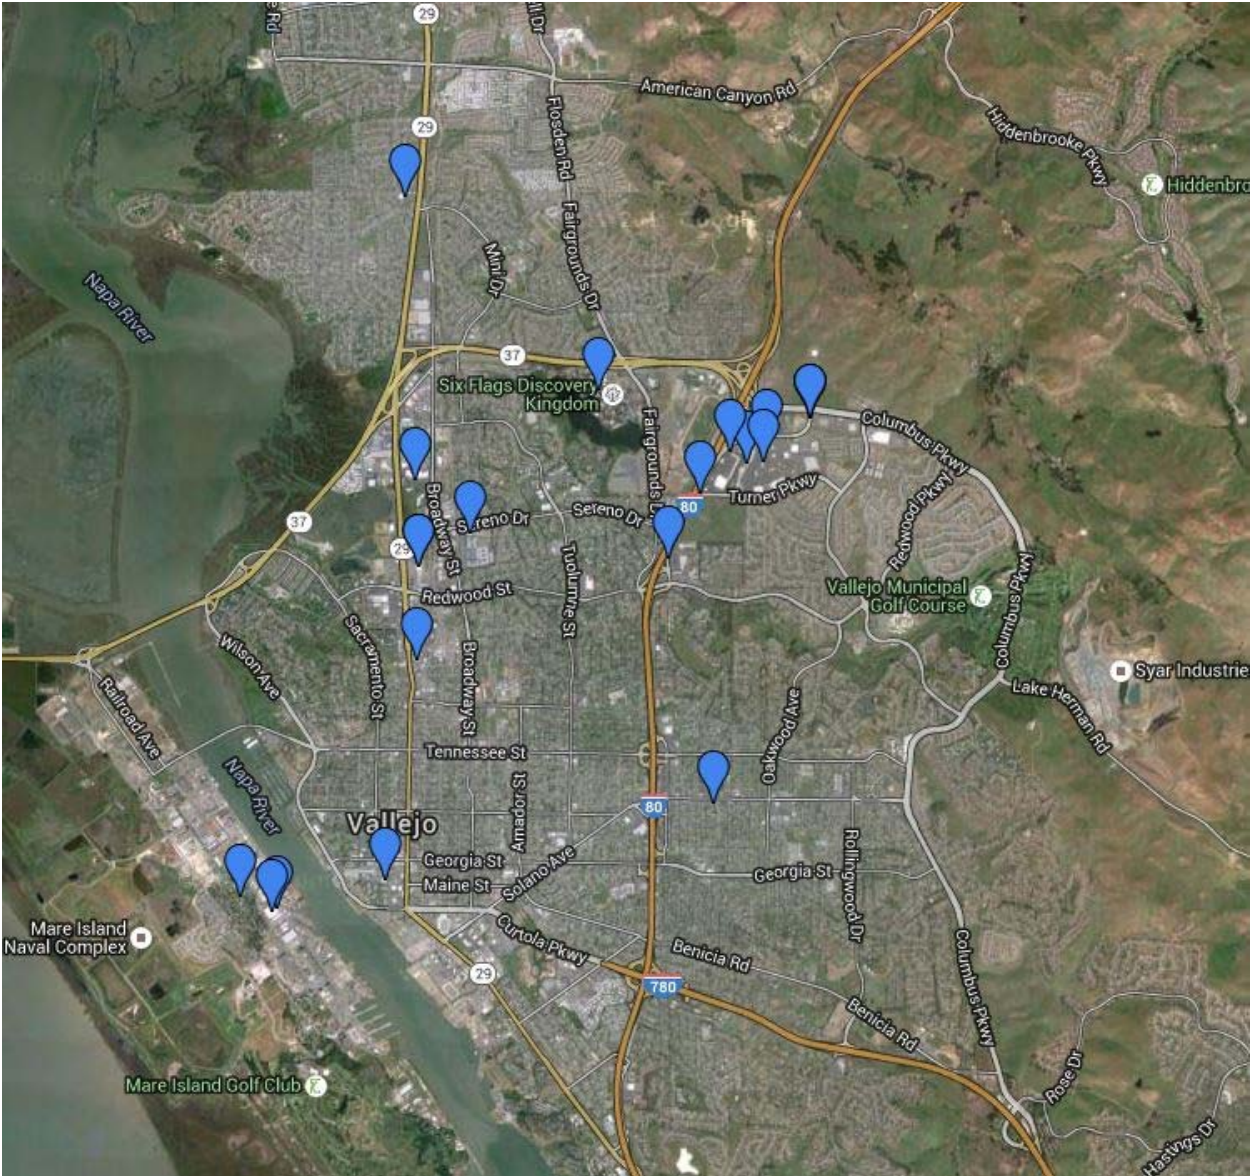 29
American Canyon Rd
29
Flosden Rd
Hiddenbrooke Pkwy
Hiddenbro
Fairgrounds Dr
Mini Dr
Napa River
37
Six Flags Discovery
Kingdom
Fairgrounds
Columbus Pkwy
Turner Pkwy
80
Redwood Pkwy
Broadway St
Sereno Dr
Sereno Dr
37
29
Tuolumne St
Redwood St
Vallejo Municipal
Golf Course
Columbus Pkwy
Sacramento St
Wilson Ave
Broadway St
Syar Industrie
Lake Herman Rd
Railroad Ave
Oakwood Ave
Tennessee St
Napa River
Amador St
80
Vallejo
Georgia St
Maine St
Solano Ave
Georgia St
Rollingwood Dr
Mare Island
Naval Complex
Curtola Pkwy
Benicia Rd
Columbus Pkwy
29
780
Benicia Rd
Mare Island Golf Club
Rose Dr
Hastings Dr